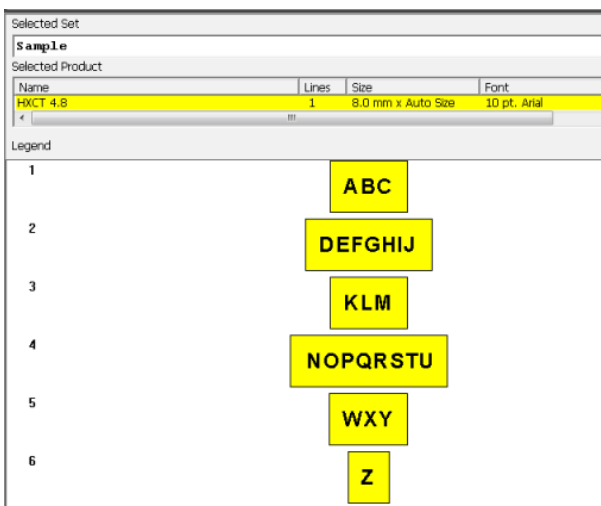 Selected Set
Sample
Selected Product
Name Lines Size Font
HXCT 4.8 1 8.0 mm x Auto Size 10 pt. Arial
Legend
1 ABC
2 DEFGHIJ
3 KLM
4 NOPQRSTU
5 WXY
6 Z